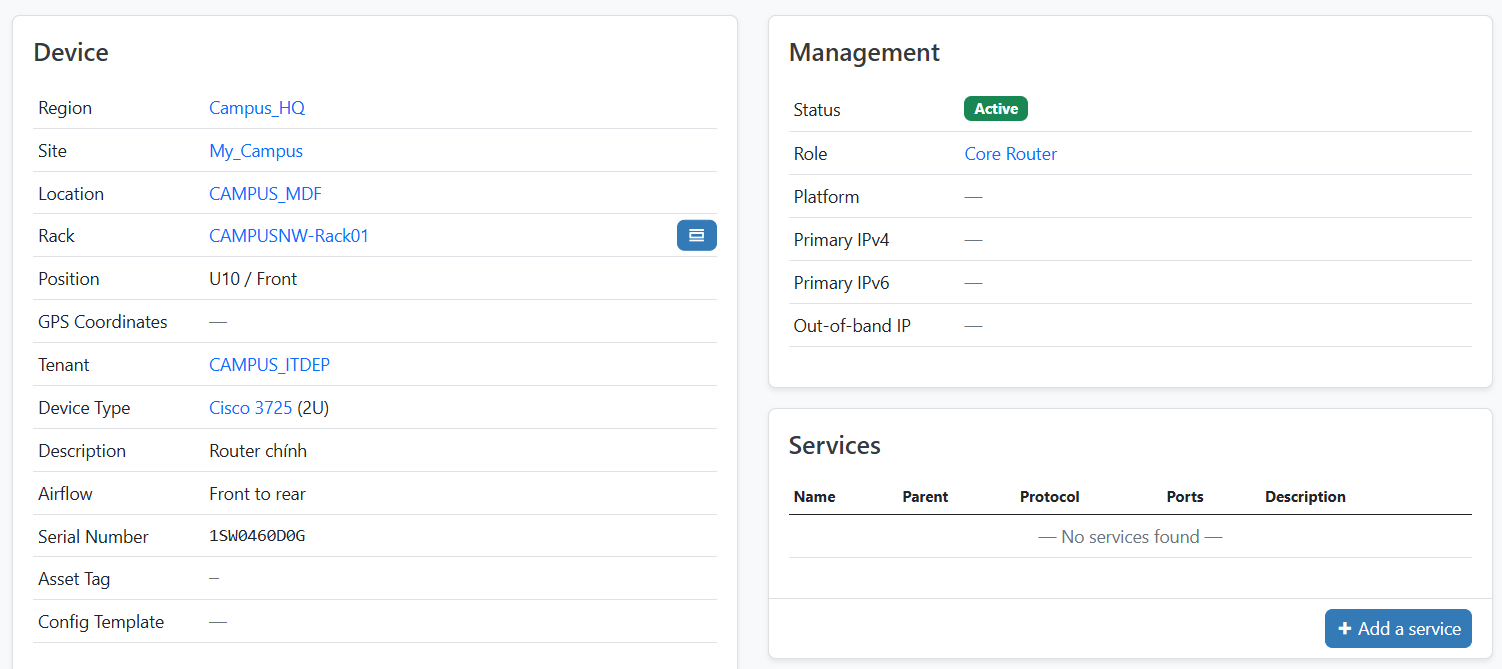 Device
Region Campus_HQ
Site My_Campus
Location CAMPUS_MDF
Rack CAMPUSNW-Rack01
Position U10 / Front
GPS Coordinates —
Tenant CAMPUS_ITDEP
Device Type Cisco 3725 (2U)
Description Router chính
Airflow Front to rear
Serial Number 1SW0460D0G
Asset Tag –
Config Template —
Management
Status Active
Role Core Router
Platform —
Primary IPv4 —
Primary IPv6 —
Out-of-band IP —
Services
Name Parent Protocol Ports Description
— No services found —
+ Add a service